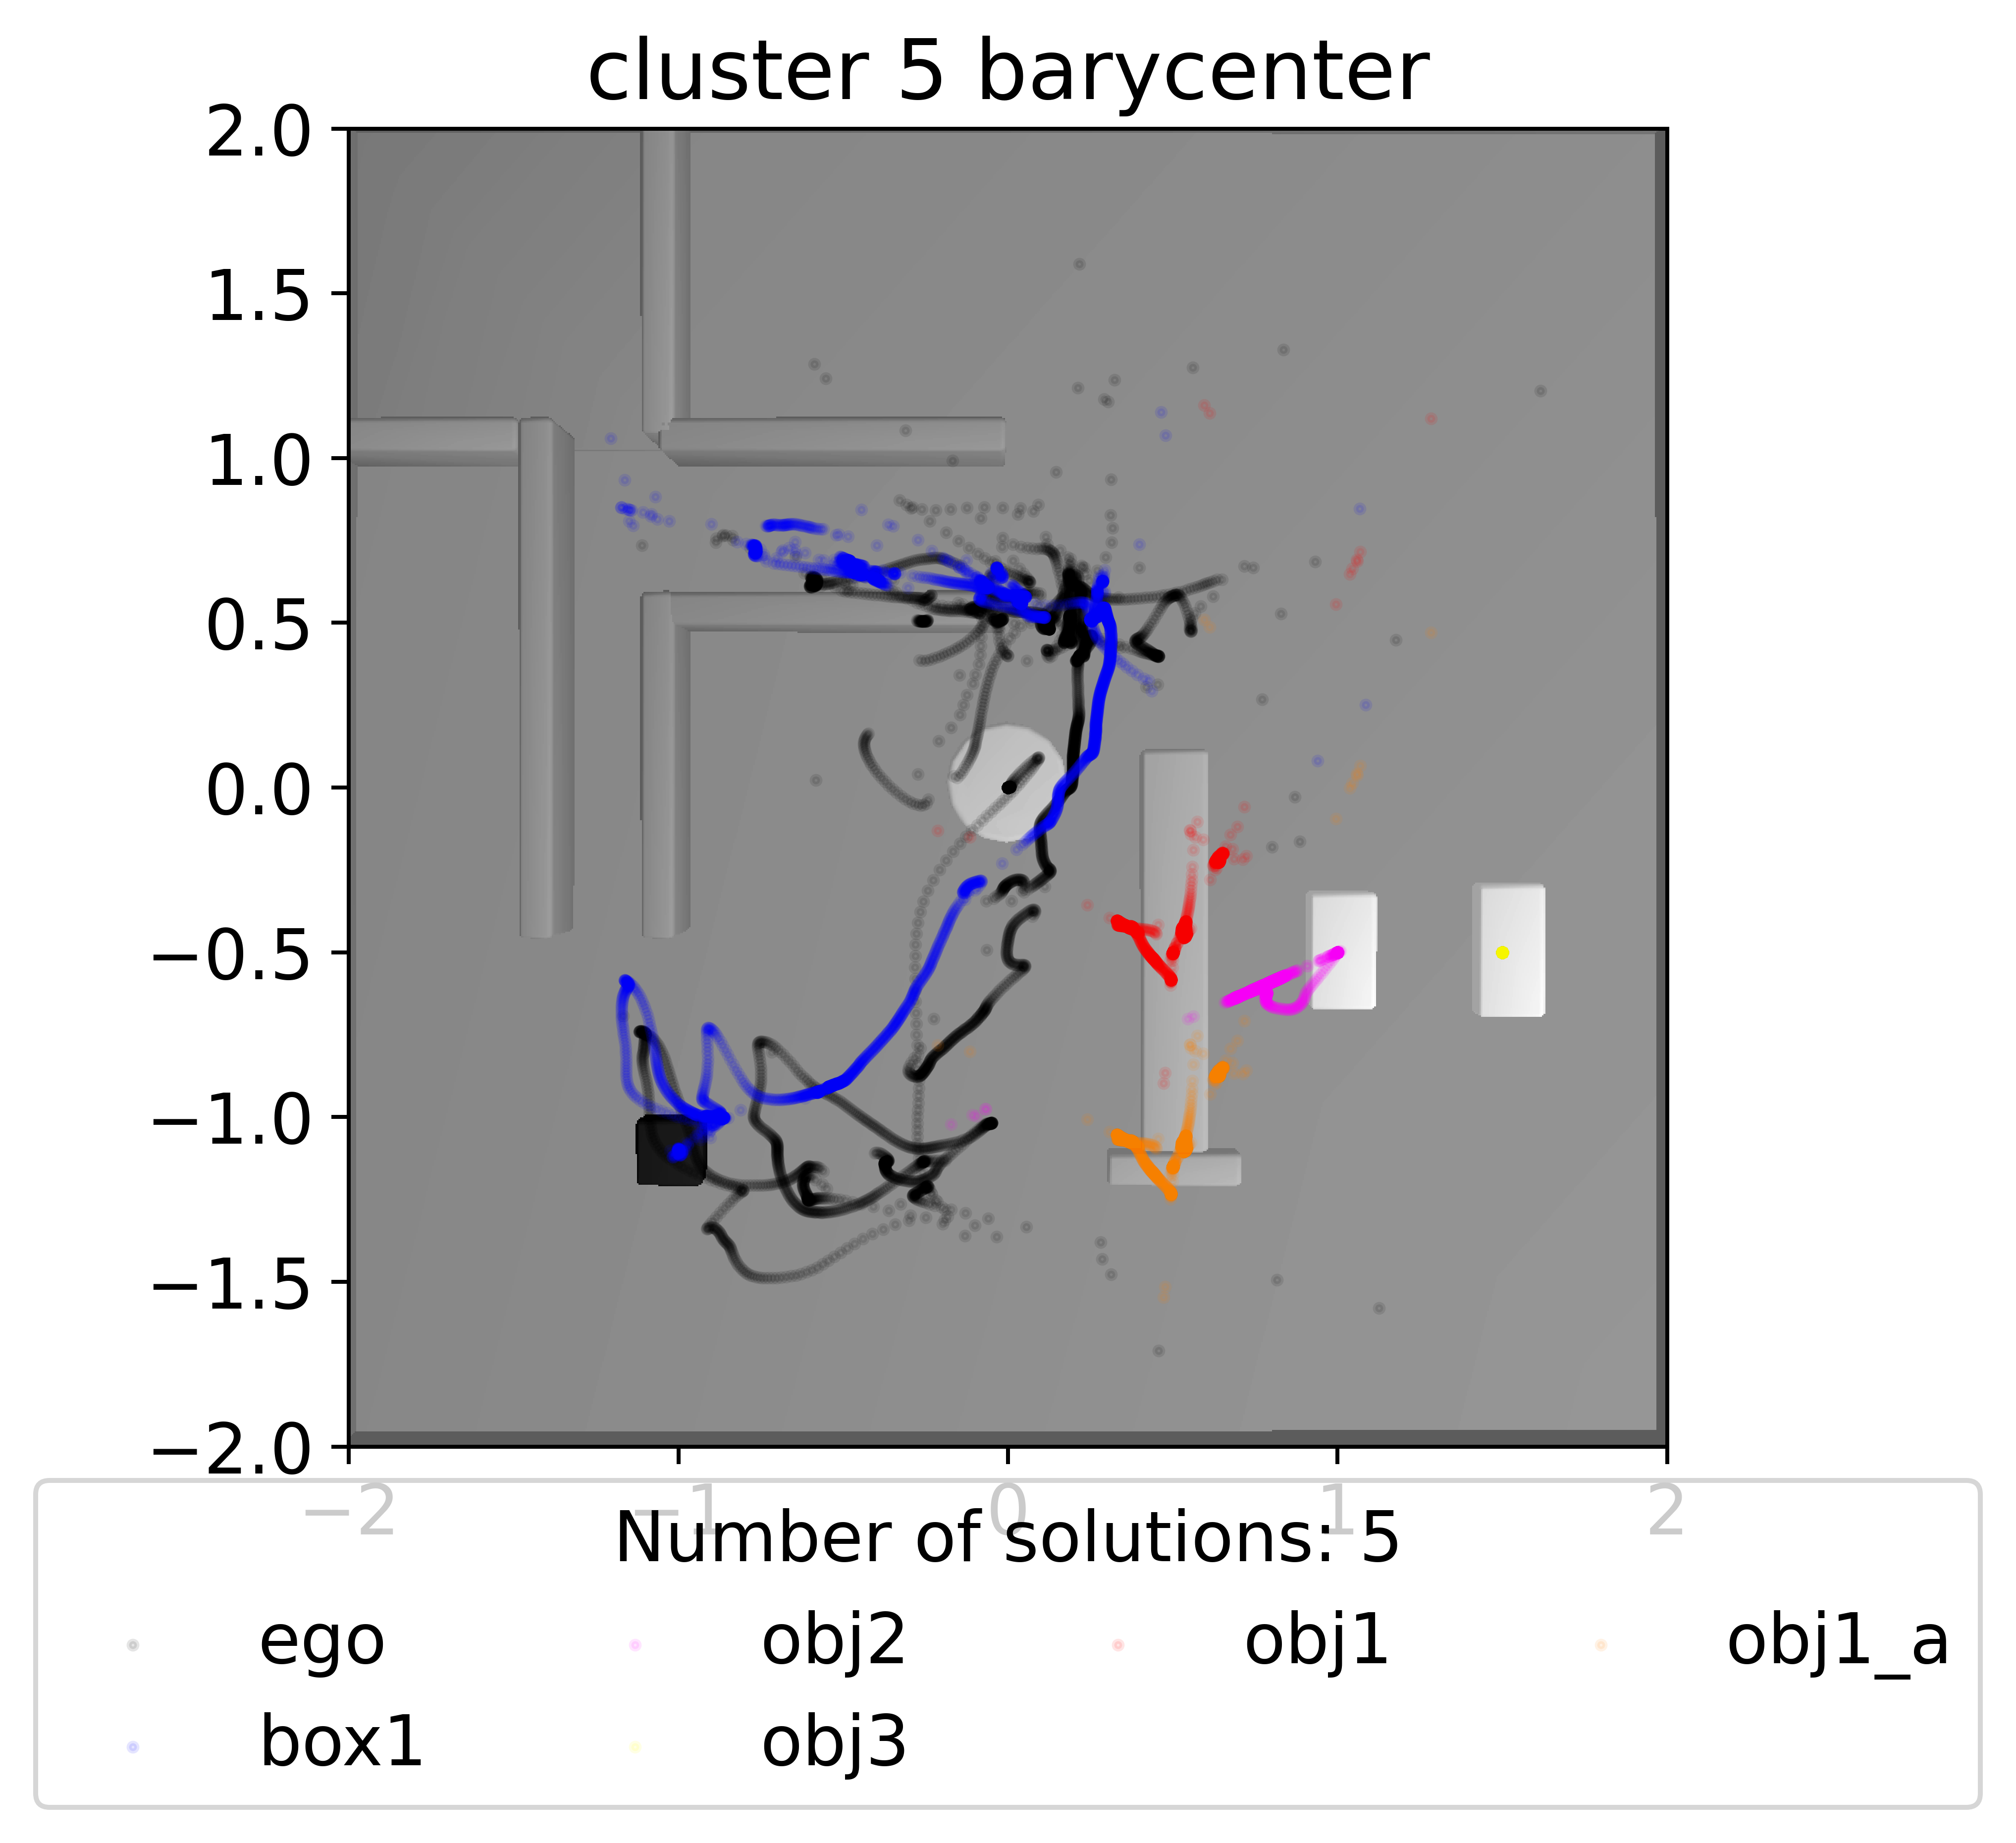 cluster 5 barycenter
2.0
1.5
1.0
0.5
0.0
−0.5
−1.0
−1.5
−2.0
−2 −1 0 1 2
Number of solutions: 5
ego obj2 obj1 obj1_a
box1 obj3